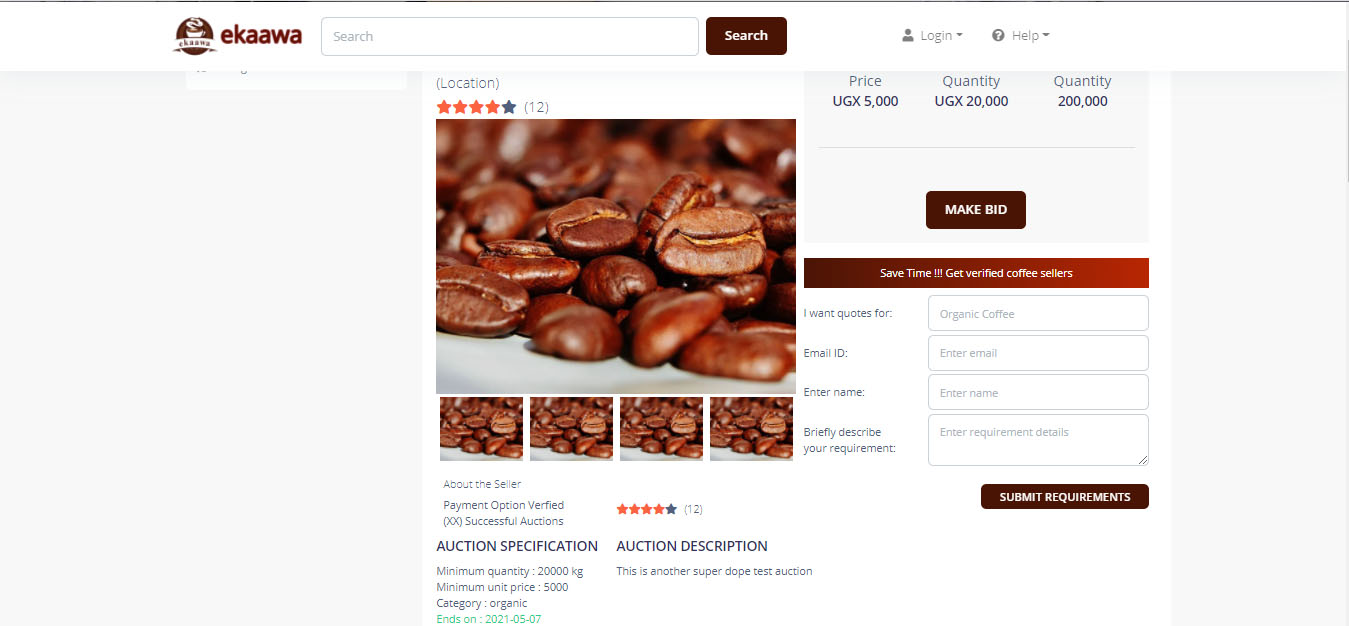 ekaawa
ekaawa
Search
Search
Login
Help
(Location)
(12)
Price
Quantity
Quantity
UGX 5,000
UGX 20,000
200,000
MAKE BID
Save Time !!! Get verified coffee sellers
I want quotes for:
Organic Coffee
Email ID:
Enter email
Enter name:
Enter name
Briefly describe
your requirement:
Enter requirement details
SUBMIT REQUIREMENTS
About the Seller
Payment Option Verfied
(XX) Successful Auctions
(12)
AUCTION SPECIFICATION
Minimum quantity : 20000 kg
Minimum unit price : 5000
Category : organic
Ends on : 2021-05-07
AUCTION DESCRIPTION
This is another super dope test auction